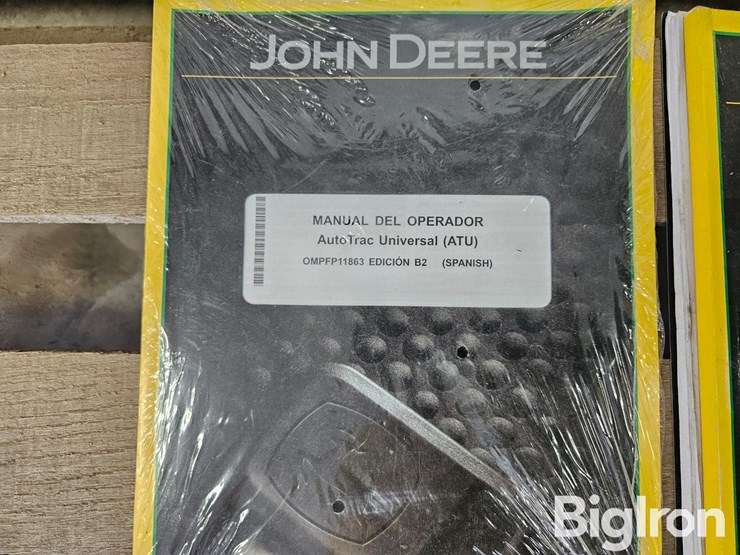 JOHN DEERE
MANUAL DEL OPERADOR
AutoTrac Universal (ATU)
OMPFP11863 EDICIÓN B2 (SPANISH)
BigIron